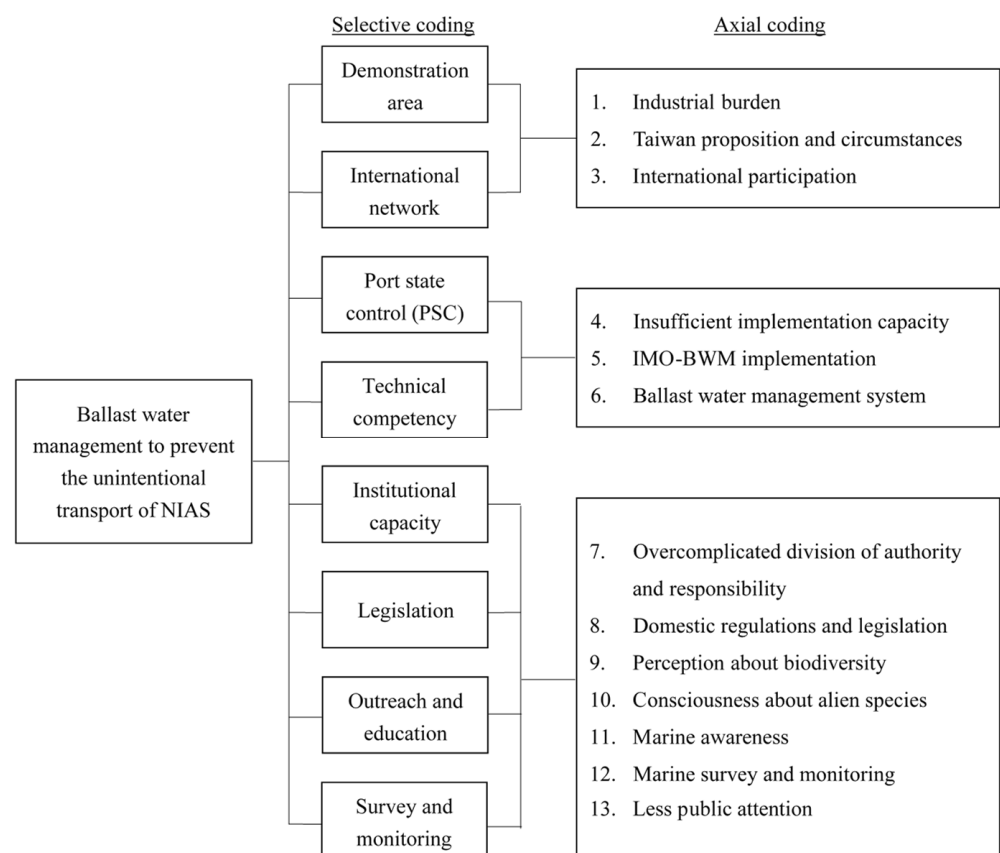 Selective coding
Axial coding
Demonstration
area
International
network
1. Industrial burden
2. Taiwan proposition and circumstances
3. International participation
Port state
control (PSC)
Technical
competency
4. Insufficient implementation capacity
5. IMO-BWM implementation
6. Ballast water management system
Ballast water
management to prevent
the unintentional
transport of NIAS
Institutional
capacity
Legislation
Outreach and
education
Survey and
monitoring
7. Overcomplicated division of authority
and responsibility
8. Domestic regulations and legislation
9. Perception about biodiversity
10. Consciousness about alien species
11. Marine awareness
12. Marine survey and monitoring
13. Less public attention